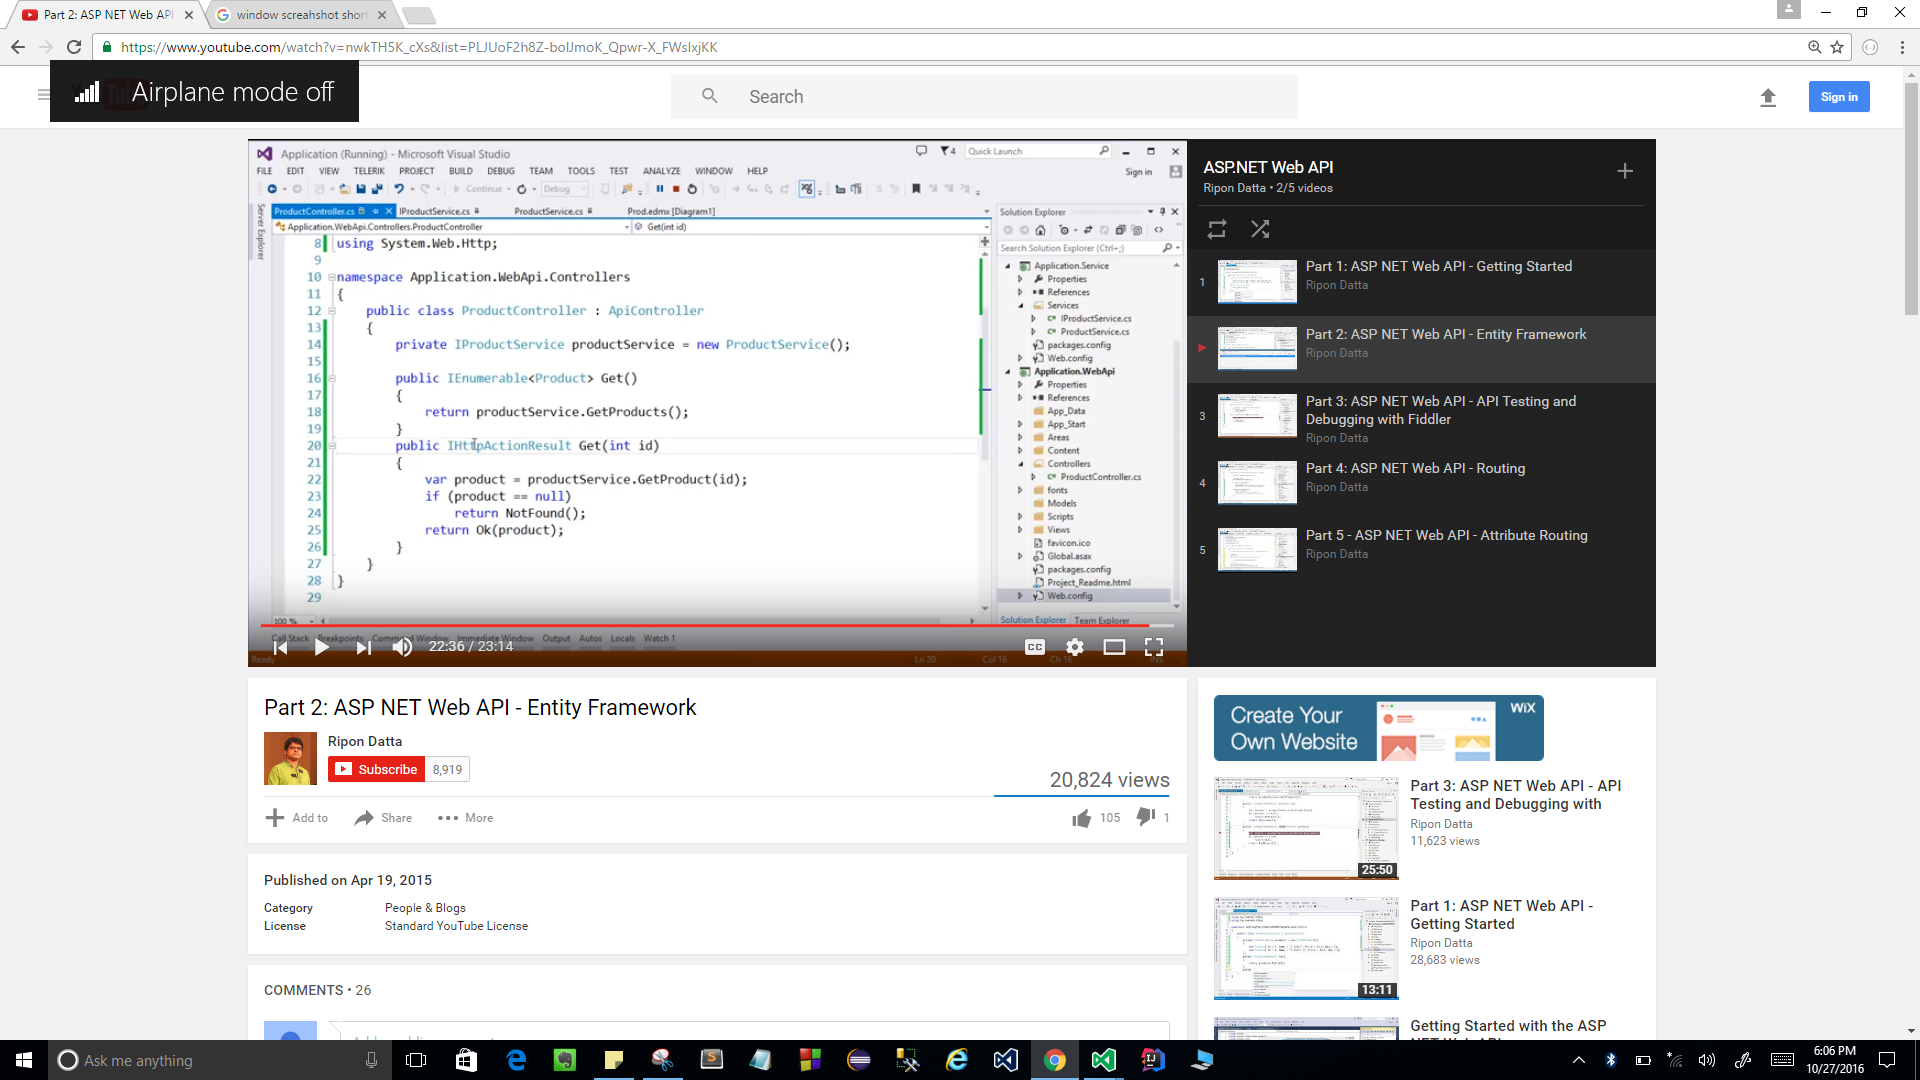 Part 2: ASP NET Web API
window screahshot short
https://www.youtube.com/watch?v=nwkTH5K_cXs&list=PLJUoF2h8Z-bolJmoK_Qpwr-X_FWslxjKK
Airplane mode off
Search
Sign in
Application (Running) - Microsoft Visual Studio
4
Quick Launch
FILE EDIT VIEW TELERIK PROJECT BUILD DEBUG TEAM TOOLS TEST ANALYZE WINDOW HELP
Sign in
Continue
Debug
Server Explorer
ProductController.cs
IProductService.cs
ProductService.cs
Prod.edmx [Diagram1]
Application.WebApi.Controllers.ProductController
Get(int id)
8 using System.Web.Http;
9
10 namespace Application.WebApi.Controllers
11 {
12 public class ProductController : ApiController
13 {
14 private IProductService productService = new ProductService();
15
16 public IEnumerable<Product> Get()
17 {
18 return productService.GetProducts();
19 }
20 public IHttpActionResult Get(int id)
21 {
22 var product = productService.GetProduct(id);
23 if (product == null)
24 return NotFound();
25 return Ok(product);
26 }
27 }
28 }
29
100 %
Solution Explorer
Search Solution Explorer (Ctrl+;)
Application.Service
Properties
References
Services
IProductService.cs
ProductService.cs
packages.config
Web.config
Application.WebApi
Properties
References
App_Data
App_Start
Areas
Content
Controllers
ProductController.cs
fonts
Models
Scripts
Views
favicon.ico
Global.asax
packages.config
Project_Readme.html
Web.config
Solution Explorer Team Explorer
Call Stack Breakpoints Command Window Immediate Window Output Autos Locals Watch 1
22:36 / 23:14
CC
Ready
Ln 20
Col 16
Ch 16
INS
ASP.NET Web API
Ripon Datta • 2/5 videos
1
Part 1: ASP NET Web API - Getting Started
Ripon Datta
Part 2: ASP NET Web API - Entity Framework
Ripon Datta
3
Part 3: ASP NET Web API - API Testing and
Debugging with Fiddler
Ripon Datta
4
Part 4: ASP NET Web API - Routing
Ripon Datta
5
Part 5 - ASP NET Web API - Attribute Routing
Ripon Datta
Part 2: ASP NET Web API - Entity Framework
Ripon Datta
Subscribe
8,919
20,824 views
Add to
Share
More
105
1
Published on Apr 19, 2015
Category People & Blogs
License Standard YouTube License
COMMENTS • 26
Create Your
Own Website
WiX
25:50
Part 3: ASP NET Web API - API
Testing and Debugging with
Ripon Datta
11,623 views
13:11
Part 1: ASP NET Web API -
Getting Started
Ripon Datta
28,683 views
Getting Started with the ASP
Ask me anything
6:06 PM
10/27/2016